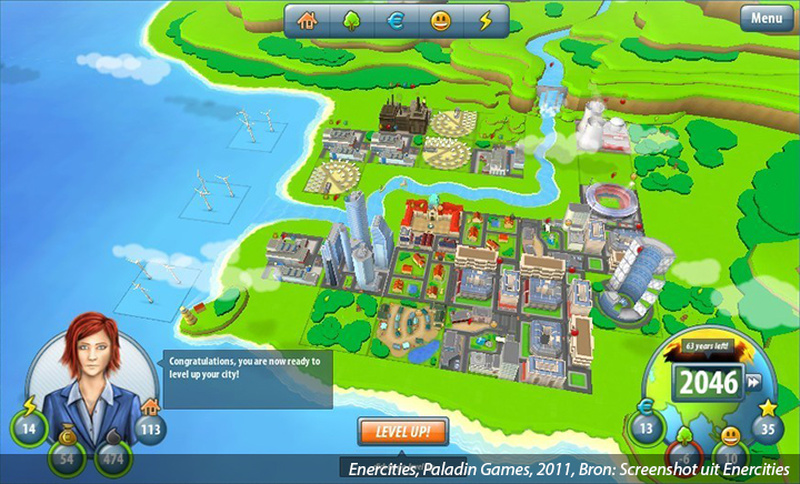 Menu
63 years left!
2046
Congratulations, you are now ready to
level up your city!
14
113
54
474
LEVEL UP!
13
35
-6
10
Enercities, Paladin Games, 2011, Bron: Screenshot uit Enercities